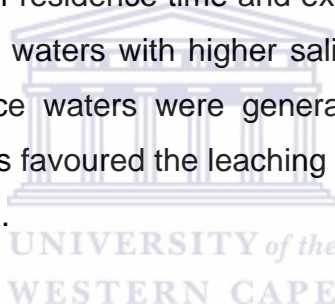 residence time and ex
waters with higher sali
ce waters were genera
s favoured the leaching
.
UNIVERSITY of the
WESTERN CAPE